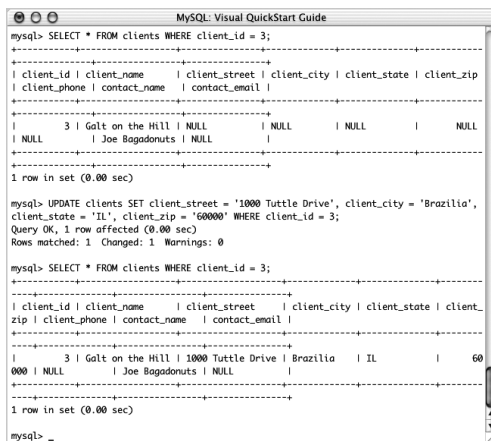 MySQL: Visual QuickStart Guide
mysql> SELECT * FROM clients WHERE client_id = 3;
+-----------+------------------+---------------+-------------+--------------+-----------
-+--------------+---------------+---------------+
| client_id | client_name      | client_street | client_city | client_state | client_zip
| client_phone | contact_name  | contact_email |
+-----------+------------------+---------------+-------------+--------------+-----------
-+--------------+---------------+---------------+
|         3 | Galt on the Hill | NULL          | NULL        | NULL         |       NULL
| NULL         | Joe Bagadonuts | NULL          |
+-----------+------------------+---------------+-------------+--------------+-----------
-+--------------+---------------+---------------+
1 row in set (0.00 sec)
mysql> UPDATE clients SET client_street = '1000 Tuttle Drive', client_city = 'Brazilia',
client_state = 'IL', client_zip = '60000' WHERE client_id = 3;
Query OK, 1 row affected (0.00 sec)
Rows matched: 1  Changed: 1  Warnings: 0
mysql> SELECT * FROM clients WHERE client_id = 3;
+-----------+------------------+-------------------+-------------+--------------+--------
----+--------------+----------------+---------------+
| client_id | client_name      | client_street     | client_city | client_state | client_
zip | client_phone | contact_name   | contact_email |
+-----------+------------------+-------------------+-------------+--------------+--------
----+--------------+----------------+---------------+
|         3 | Galt on the Hill | 1000 Tuttle Drive | Brazilia    | IL           |      60
000 | NULL         | Joe Bagadonuts | NULL          |
+-----------+------------------+-------------------+-------------+--------------+--------
----+--------------+----------------+---------------+
1 row in set (0.00 sec)
mysql> _